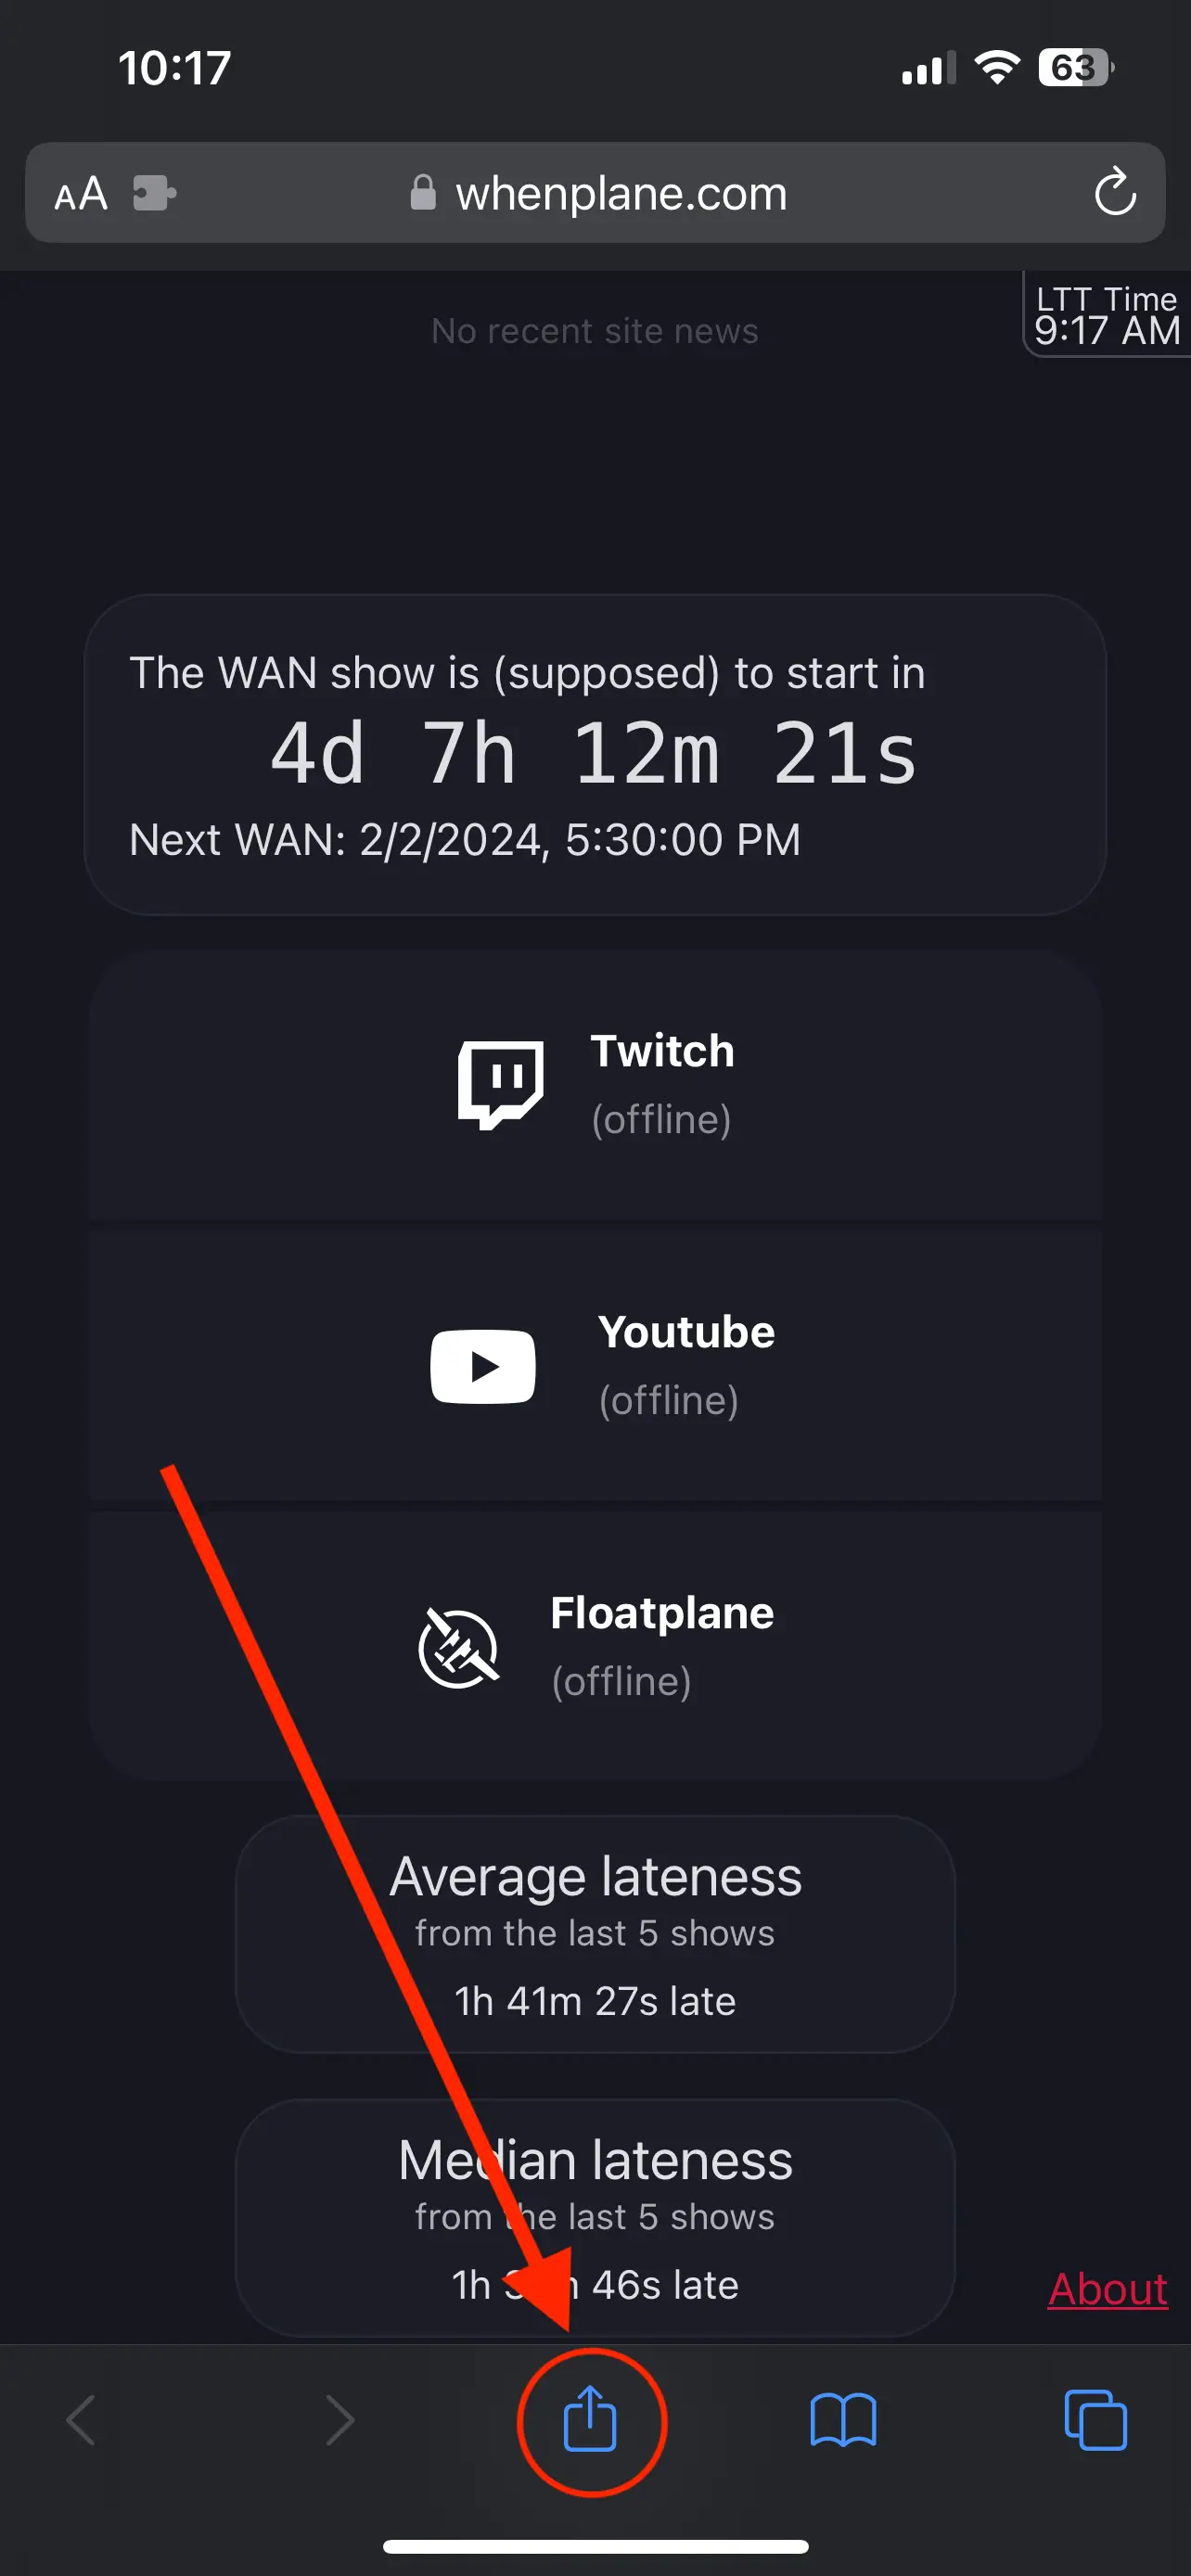 10:17
63
AA
whenplane.com
LTT Time
9:17 AM
No recent site news
The WAN show is (supposed) to start in
4d 7h 12m 21s
Next WAN: 2/2/2024, 5:30:00 PM
Twitch
(offline)
Youtube
(offline)
Floatplane
(offline)
Average lateness
from the last 5 shows
1h 41m 27s late
Median lateness
from the last 5 shows
1h 46s late
About